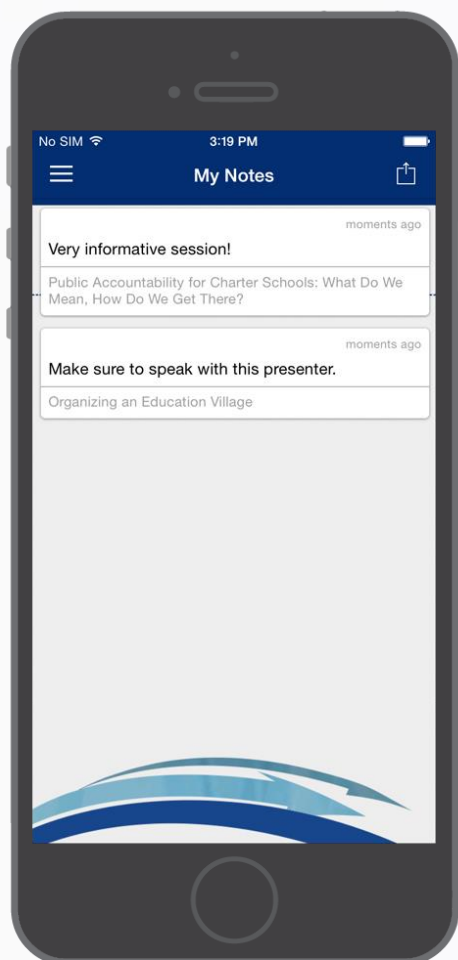 No SIM 3:19 PM
My Notes
moments ago
Very informative session!
Public Accountability for Charter Schools: What Do We
Mean, How Do We Get There?
moments ago
Make sure to speak with this presenter.
Organizing an Education Village